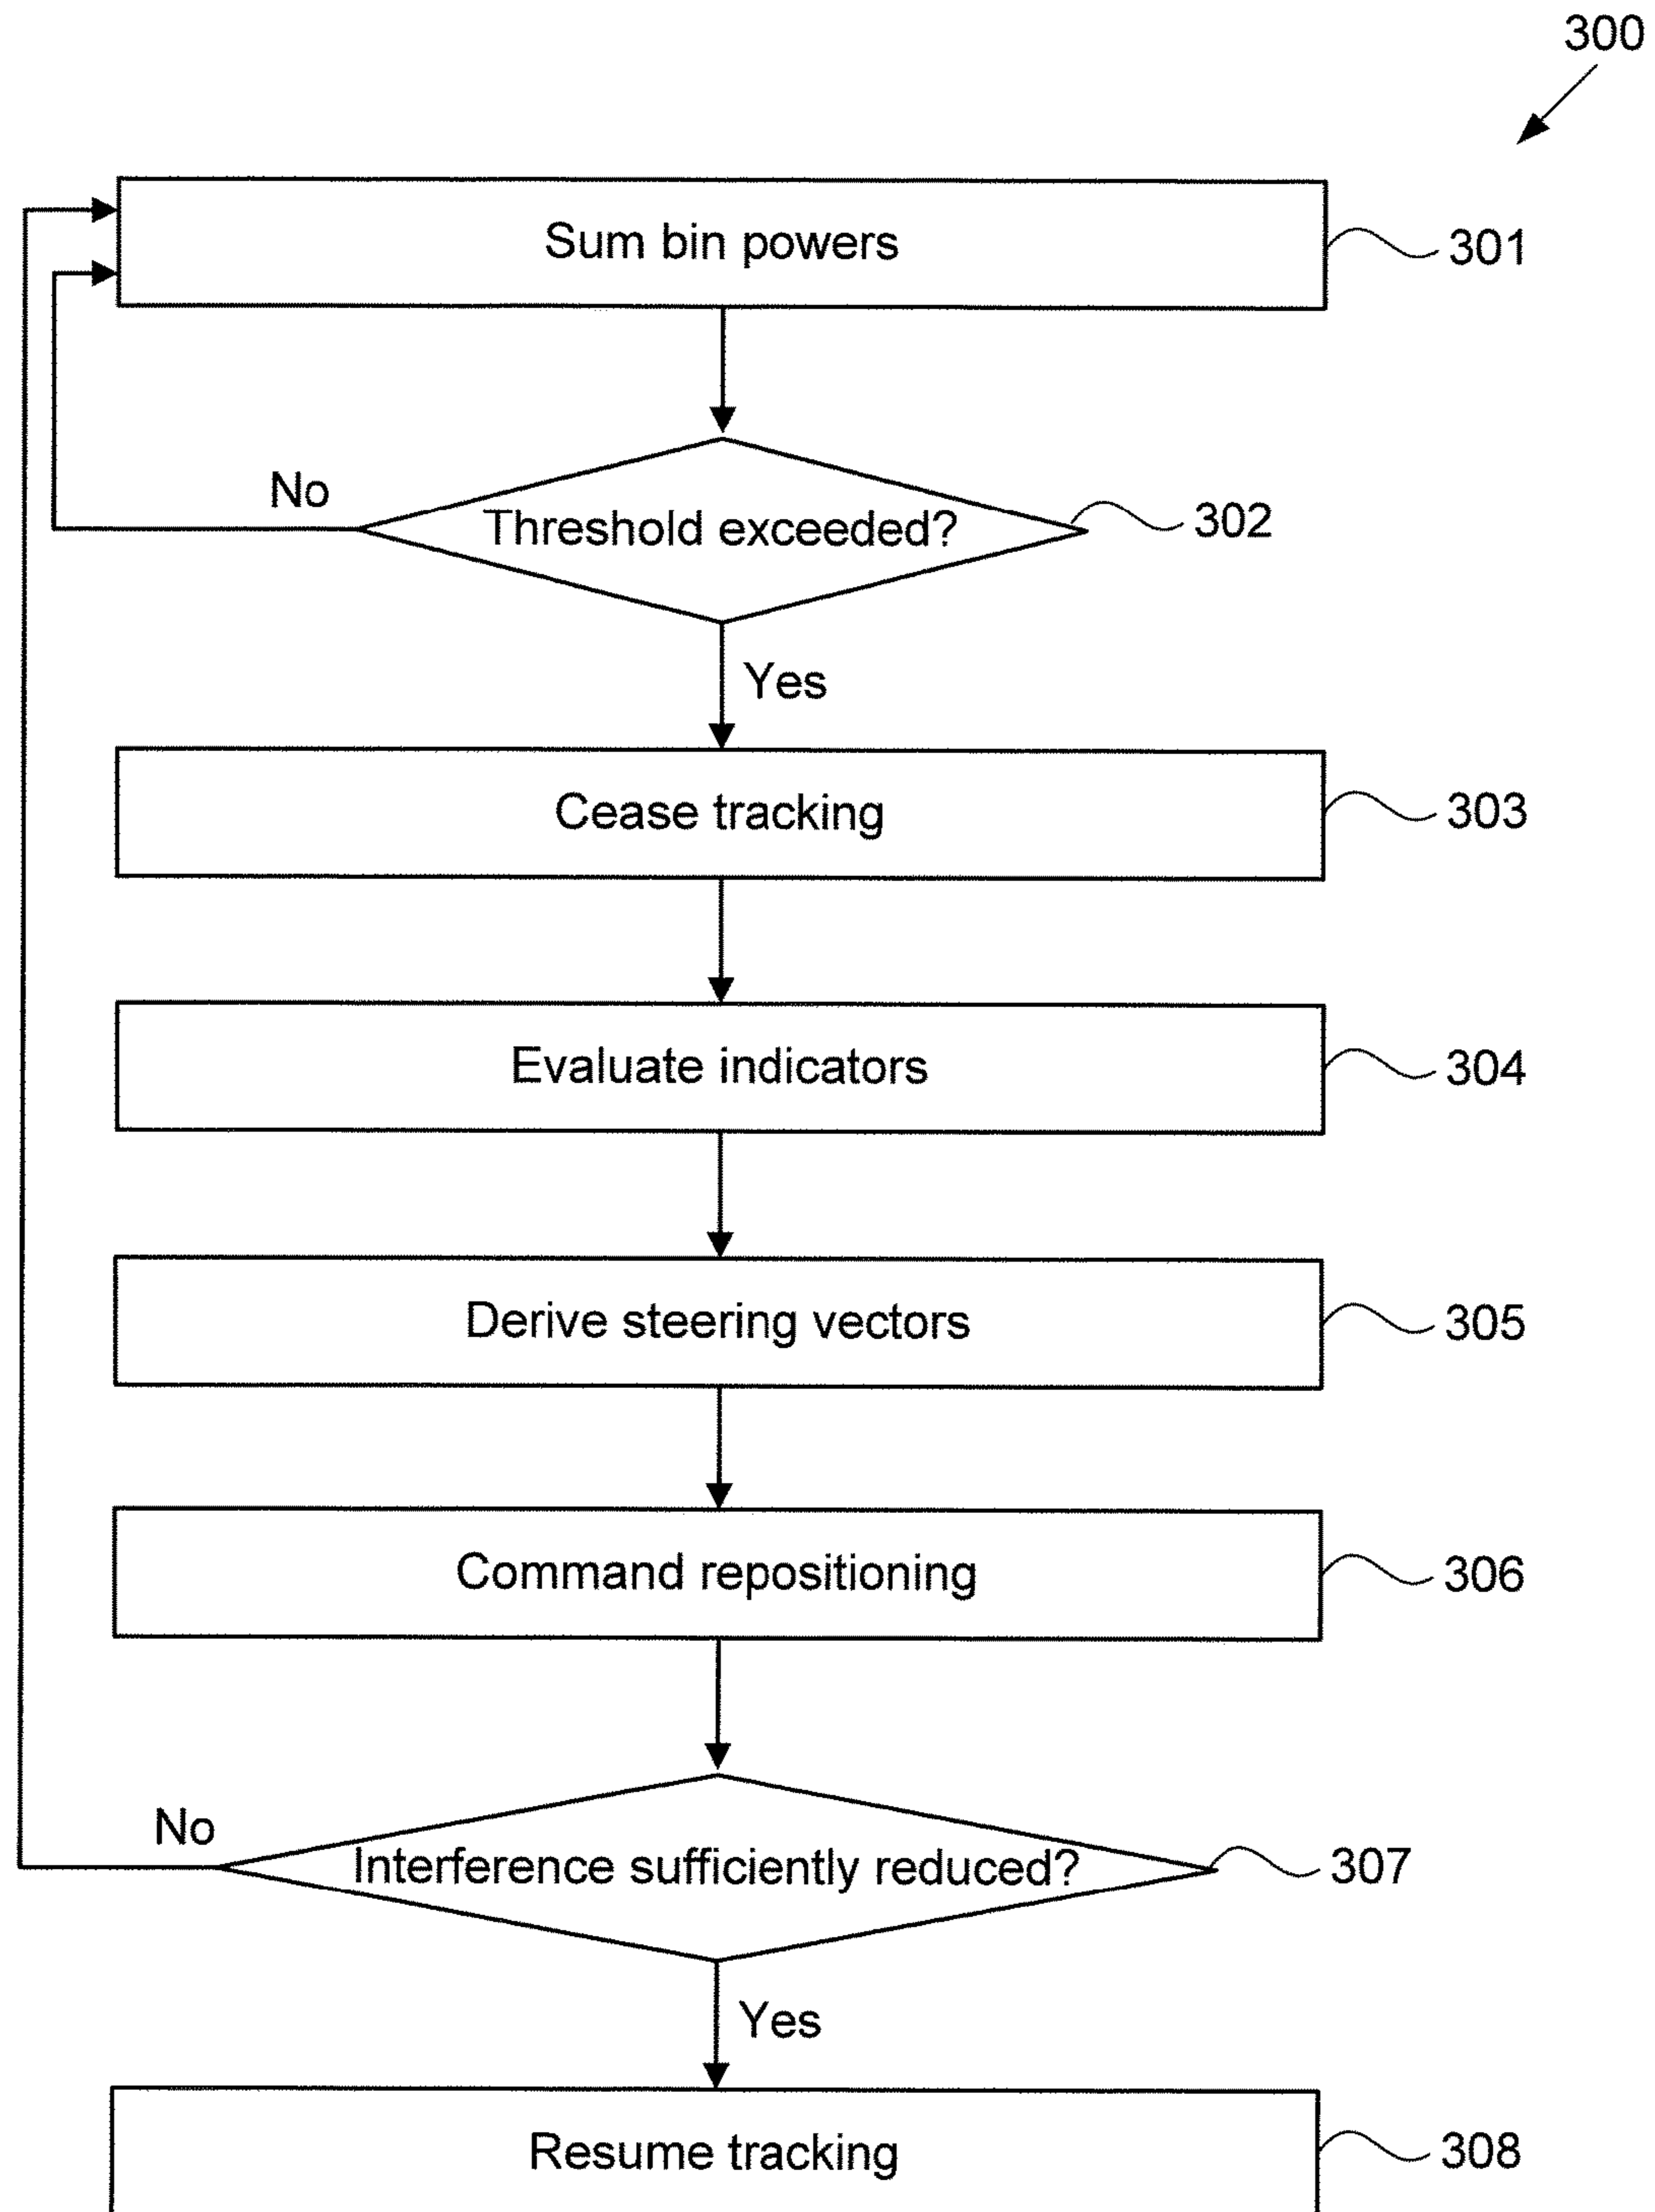 300
Sum bin powers
301
No
Threshold exceeded?
302
Yes
Cease tracking
303
Evaluate indicators
304
Derive steering vectors
305
Command repositioning
306
No
Interference sufficiently reduced?
307
Yes
Resume tracking
308